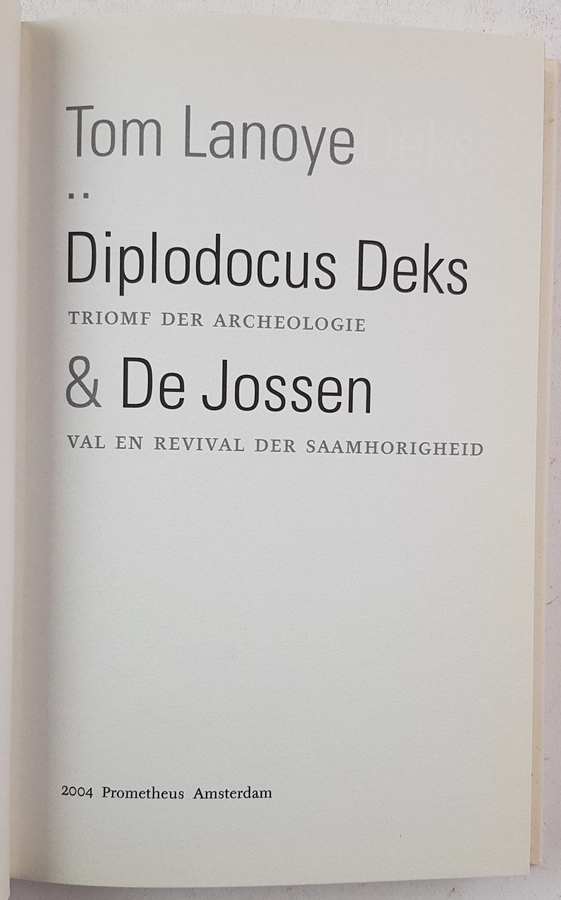 Tom Lanoye
..
Diplodocus Deks
TRIOMF DER ARCHEOLOGIE
& De Jossen
VAL EN REVIVAL DER SAAMHORIGHEID
2004 Prometheus Amsterdam